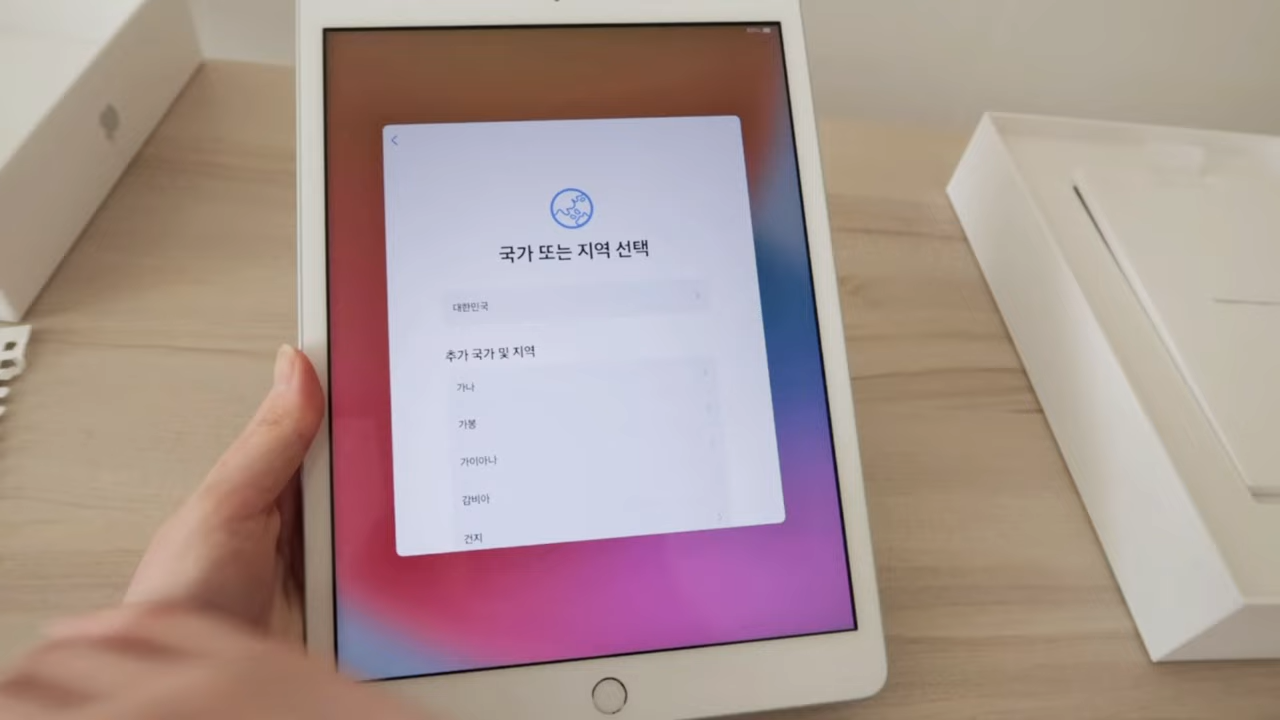 국가 또는 지역 선택
대한민국
추가 국가 및 지역
가나
가봉
가이아나
감비아
건지